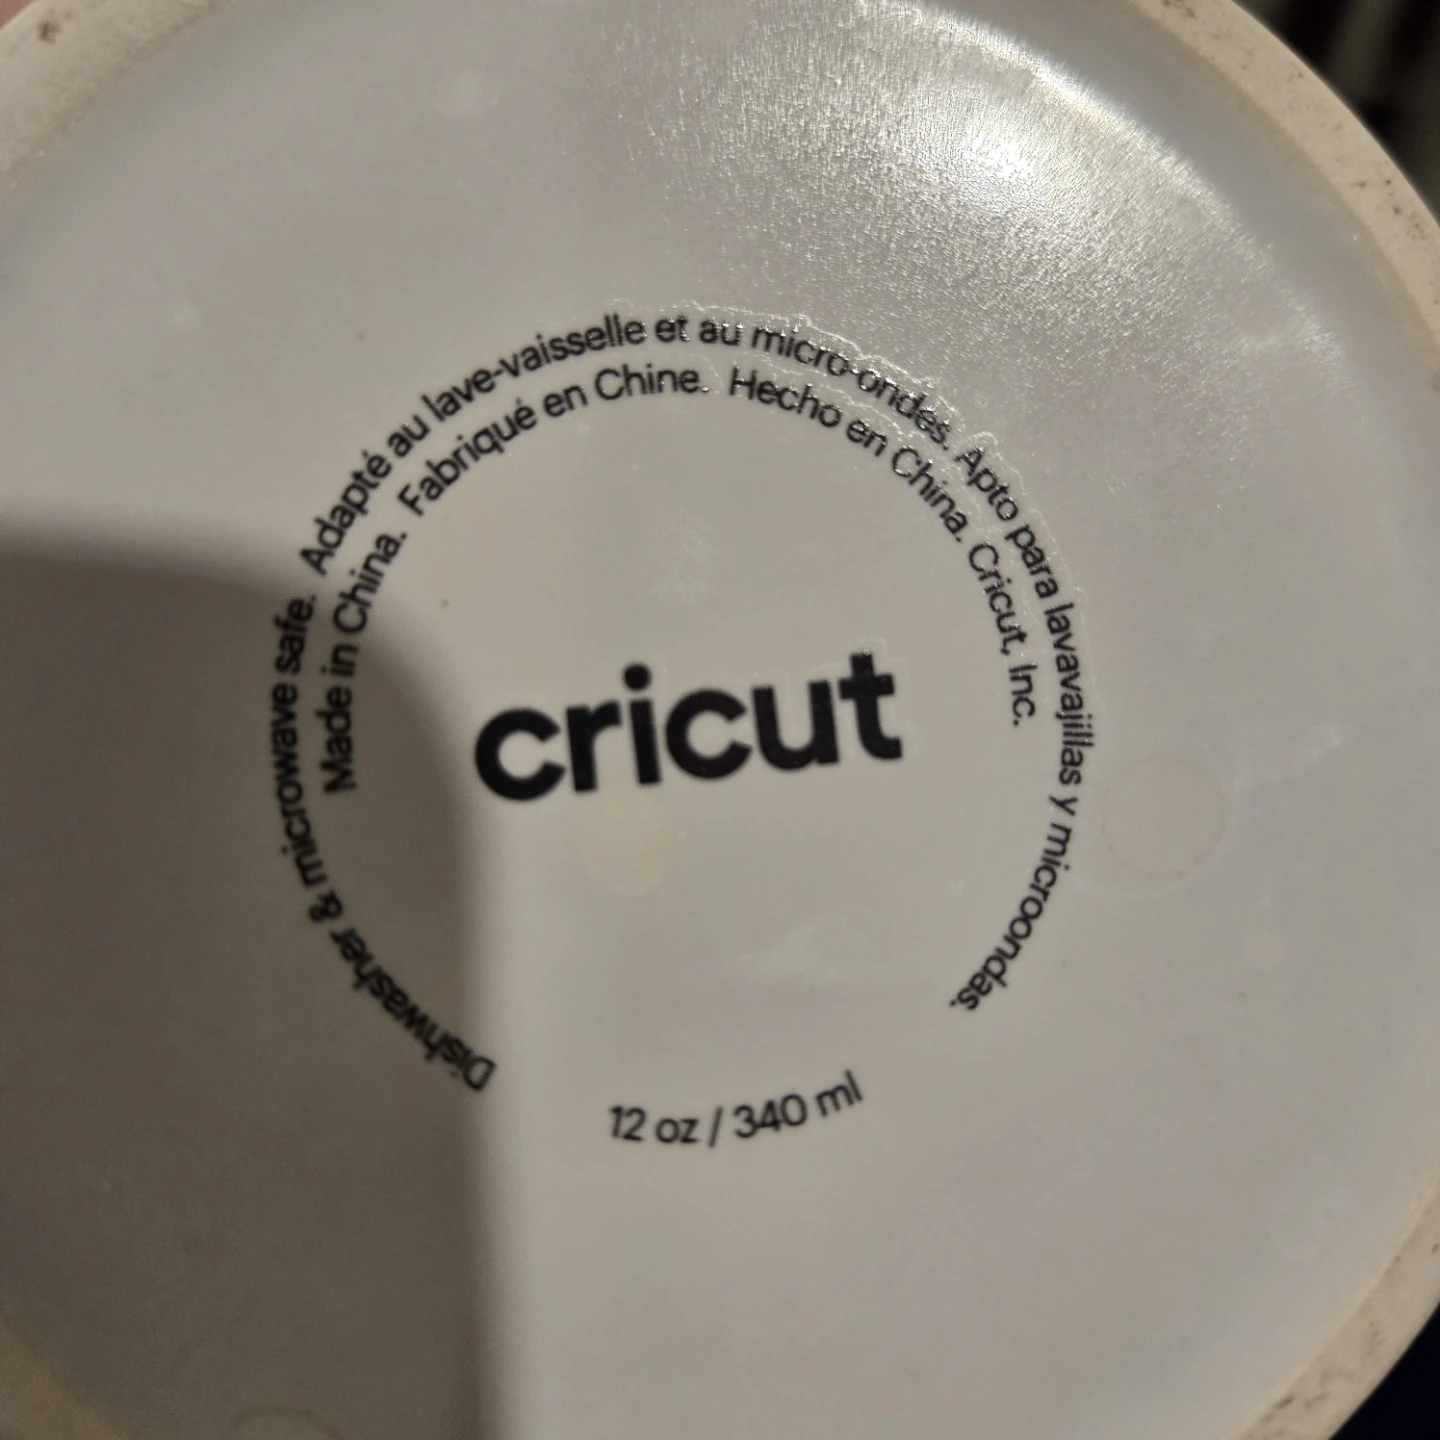 Dishwasher & microwave safe. Adapté au lave-vaisselle et au micro-ondes. Apto para lavavajillas y microondas.
Made in China. Fabriqué en Chine. Hecho en China. Cricut, Inc.
cricut
12 oz / 340 ml